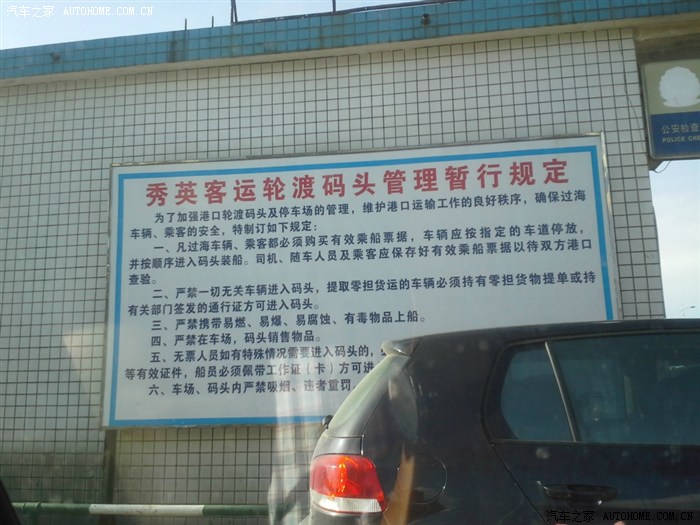 汽车之家 AUTOHOME.COM.CN
公安检查
POLICE CHE
秀英客运轮渡码头管理暂行规定
为了加强港口轮渡码头及停车场的管理，维护港口运输工作的良好秩序，确保过海
车辆、乘客的安全，特制订如下规定：
一、凡过海车辆、乘客都必须购买有效乘船票据，车辆应按指定的车道停放，
并按顺序进入码头装船。司机、随车人员及乘客应保存好有效乘船票据以待双方港口
查验。
二、严禁一切无关车辆进入码头，提取零担货运的车辆必须持有零担货物提单或持
有关部门签发的通行证方可进入码头。
三、严禁携带易燃、易爆、易腐蚀、有毒物品上船。
四、严禁在车场，码头销售物品。
五、无票人员如有特殊情况需要进入码头的，
等有效证件，船员必须佩带工作证（卡）方可进
六、车场、码头内严禁吸烟、违者重罚
汽车之家 AUTOHOME.COM.CN